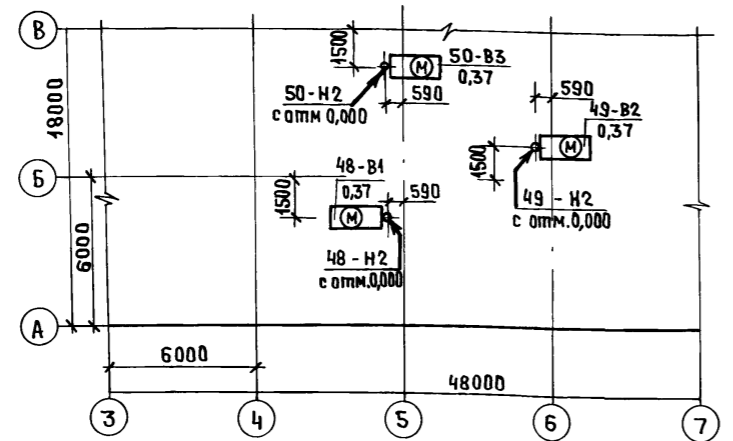 В
1500
50-В3
0,37
50-Н2
с отм 0,000
590
590
49-В2
0,37
18000
Б
1500
48-В1
0,37
590
1500
49-Н2
с отм.0,000
6000
48-Н2
с отм.0,000
А
6000
48000
3
4
5
6
7
М
М
М